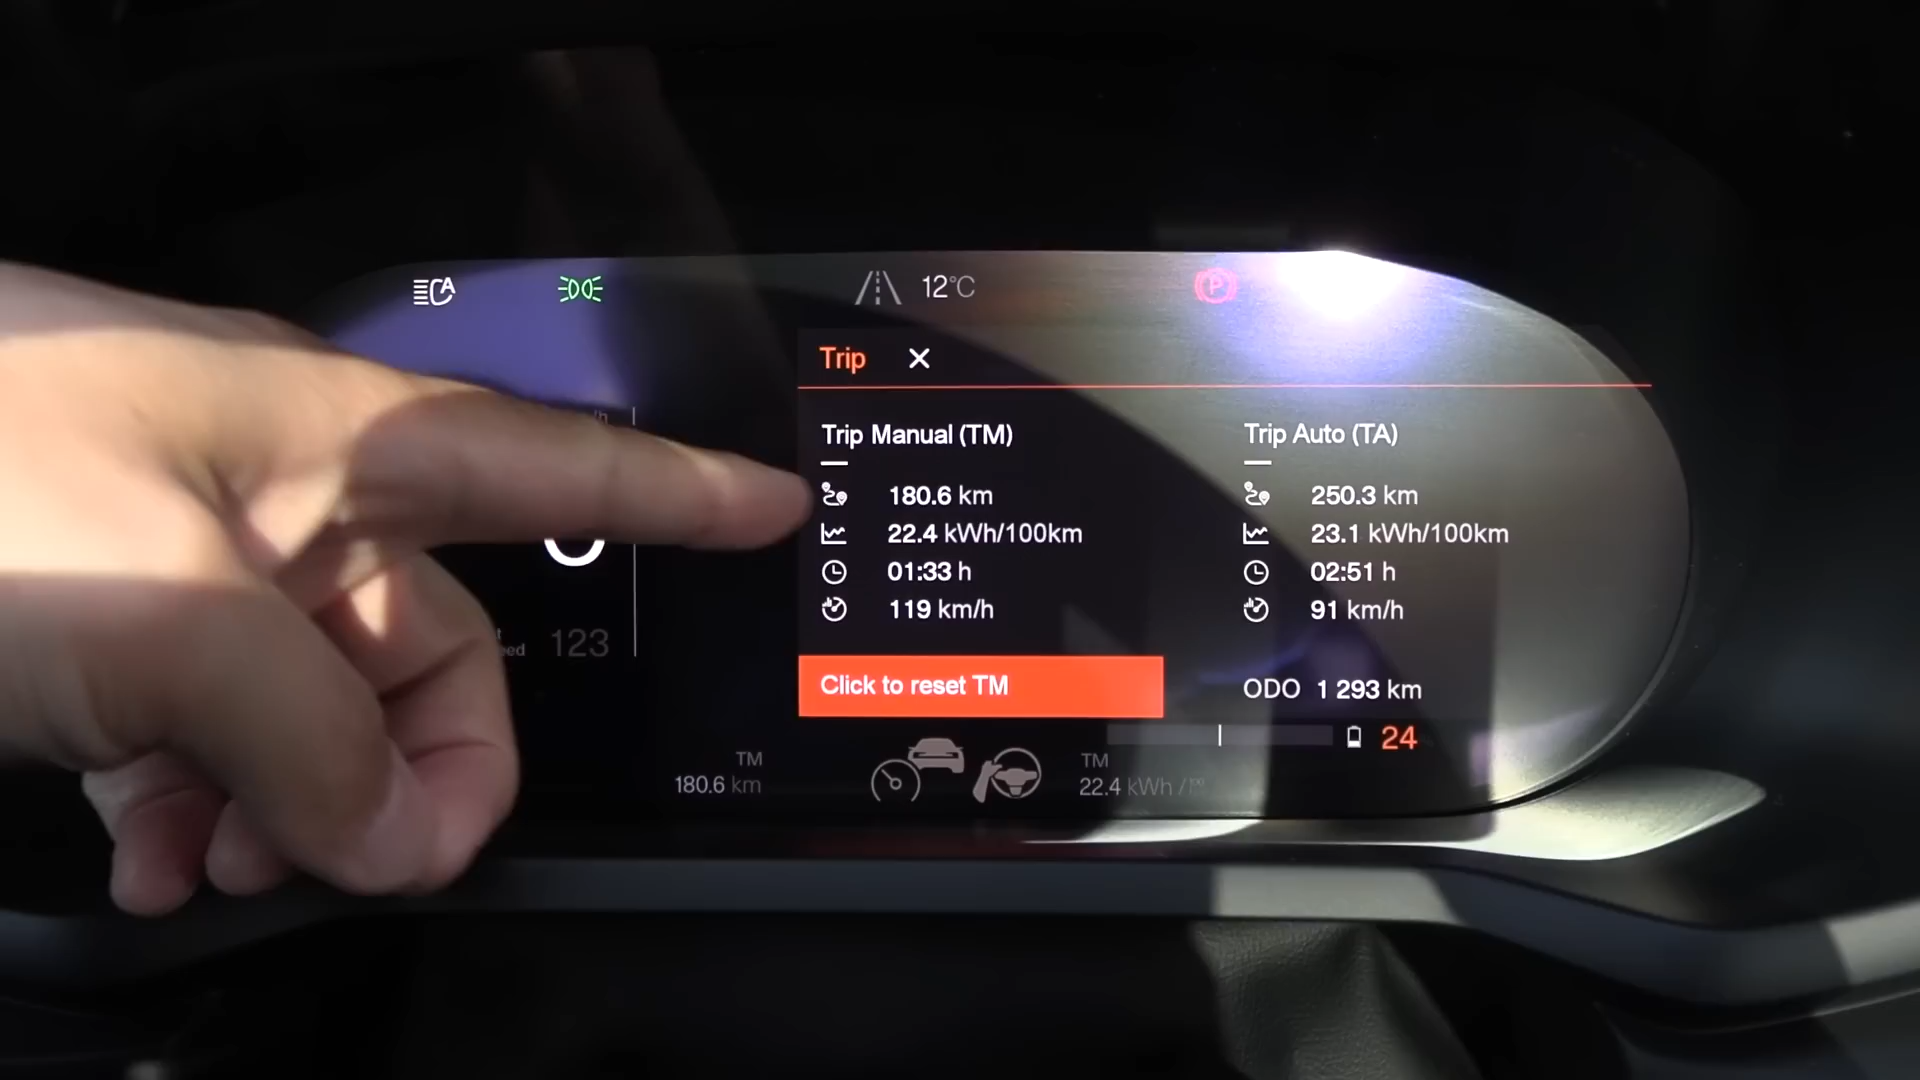 12°C
P
Trip
Trip Manual (TM)
180.6 km
22.4 kWh/100km
01:33 h
119 km/h
Click to reset TM
Trip Auto (TA)
250.3 km
23.1 kWh/100km
02:51 h
91 km/h
ODO 1 293 km
24
123
TM
180.6 km
TM
22.4 kWh /